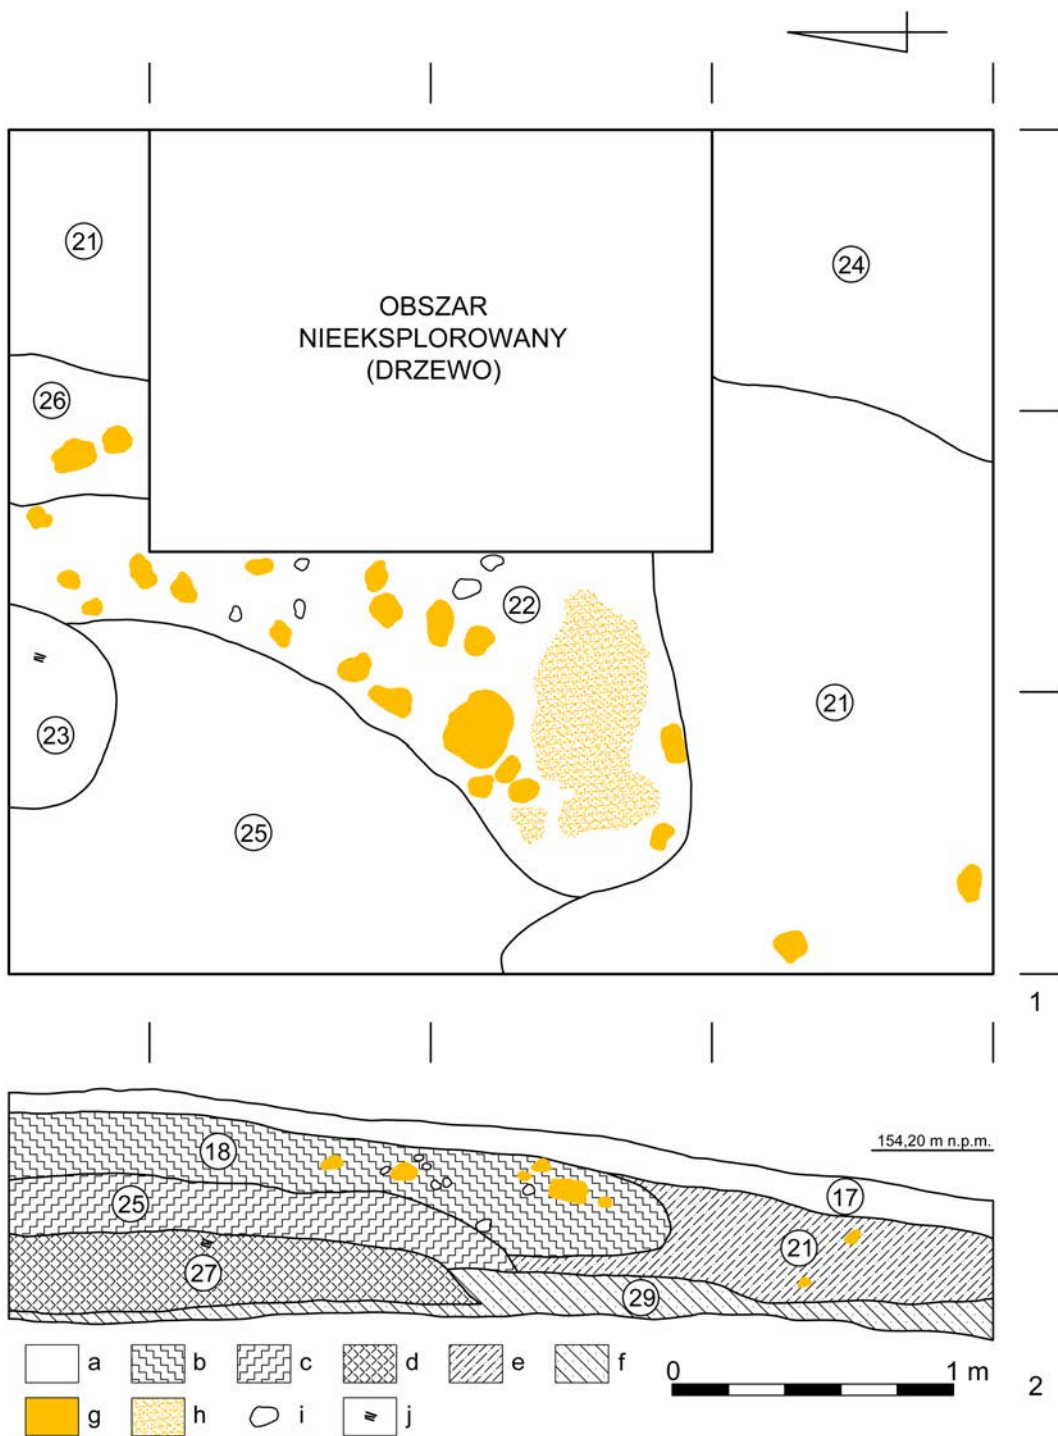 21
24
OBSZAR
NIEEKSPLOROWANY
(DRZEWO)
26
22
21
23
25
1
154,20 m n.p.m.
18
17
25
21
27
29
a b c d e f
0 1 m
2
g h i j